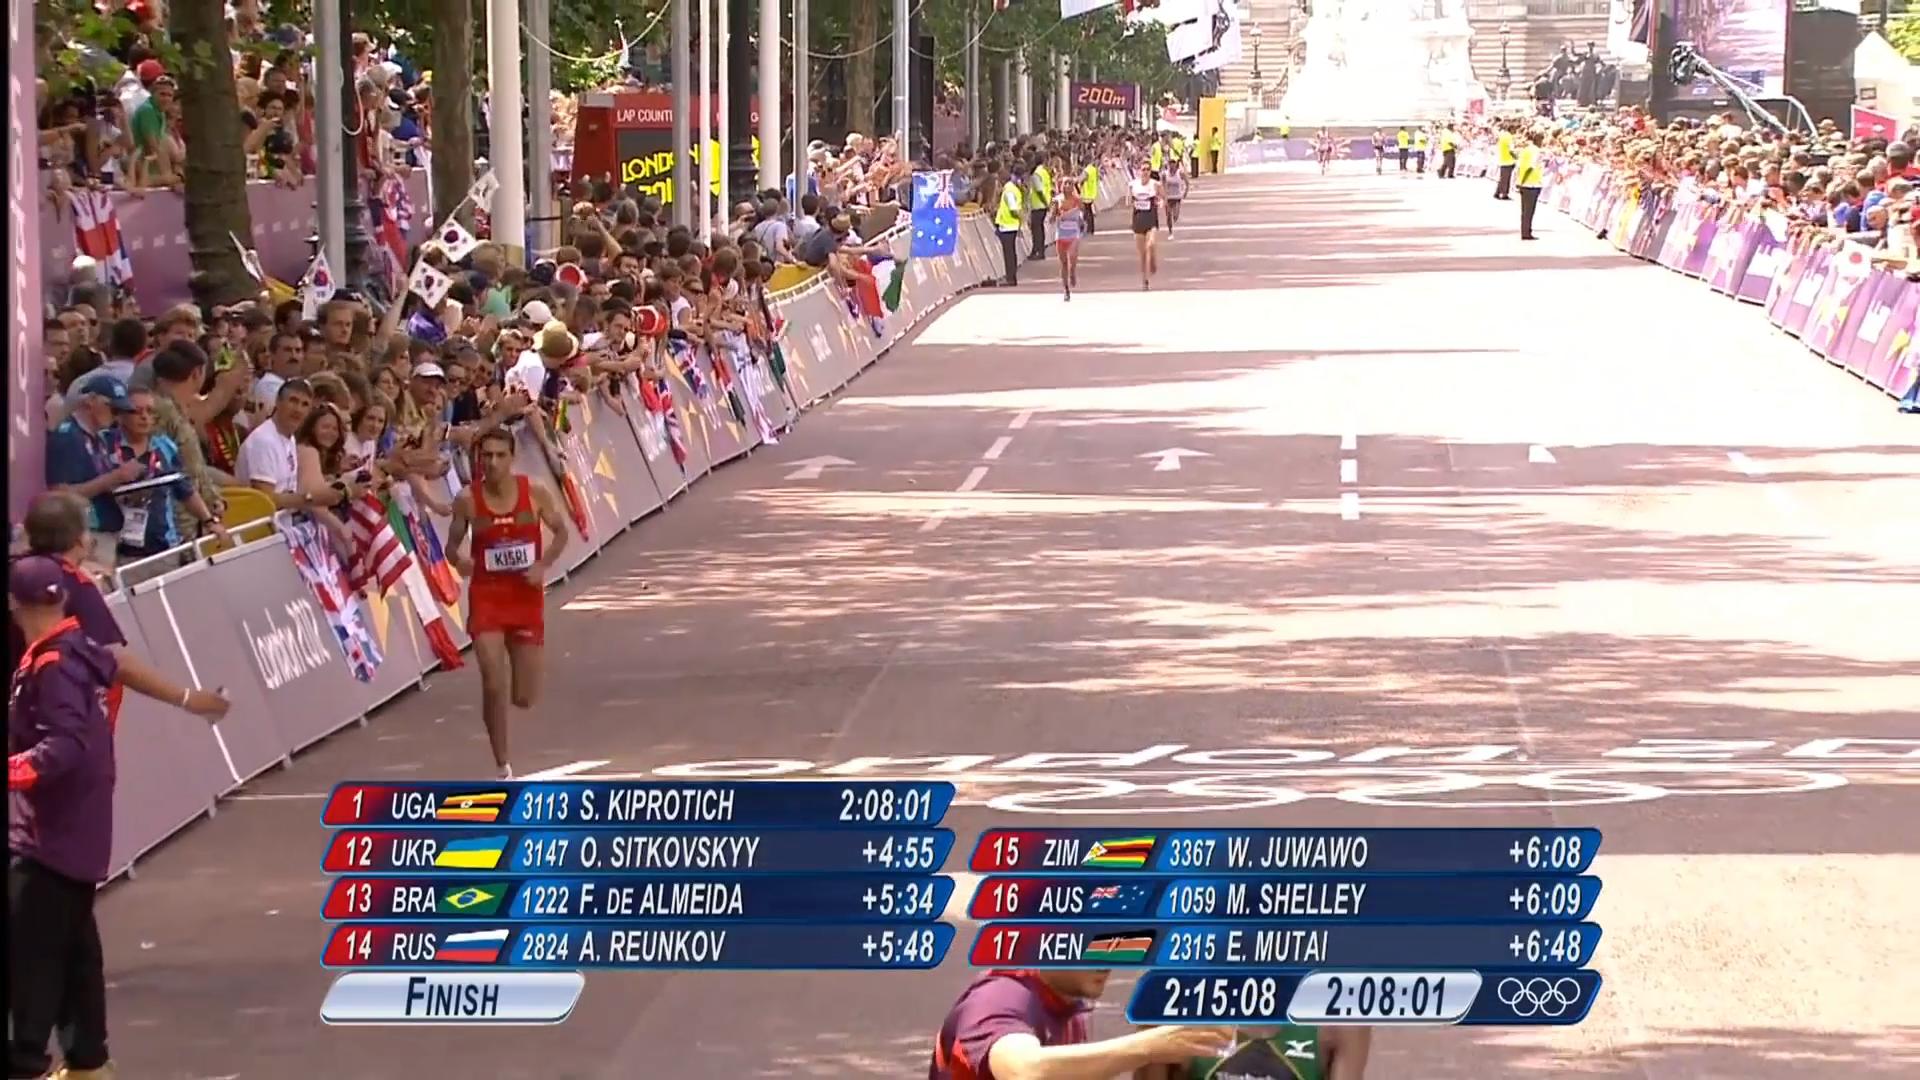 200m
LAP COUNT
LONDON
KISRI
London 2012
1 UGA 3113 S. KIPROTICH 2:08:01
12 UKR 3147 O. SITKOVSKYY +4:55
13 BRA 1222 F. DE ALMEIDA +5:34
14 RUS 2824 A. REUNKOV +5:48
15 ZIM 3367 W. JUWAWO +6:08
16 AUS 1059 M. SHELLEY +6:09
17 KEN 2315 E. MUTAI +6:48
FINISH
2:15:08 2:08:01